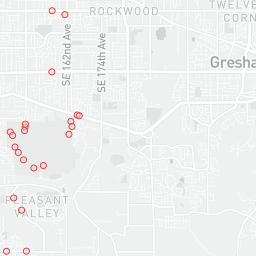 TWELVE
CORN
ROCKWOOD
SE 162nd Ave
SE 174th Ave
Gresha
PLEASANT
VALLEY